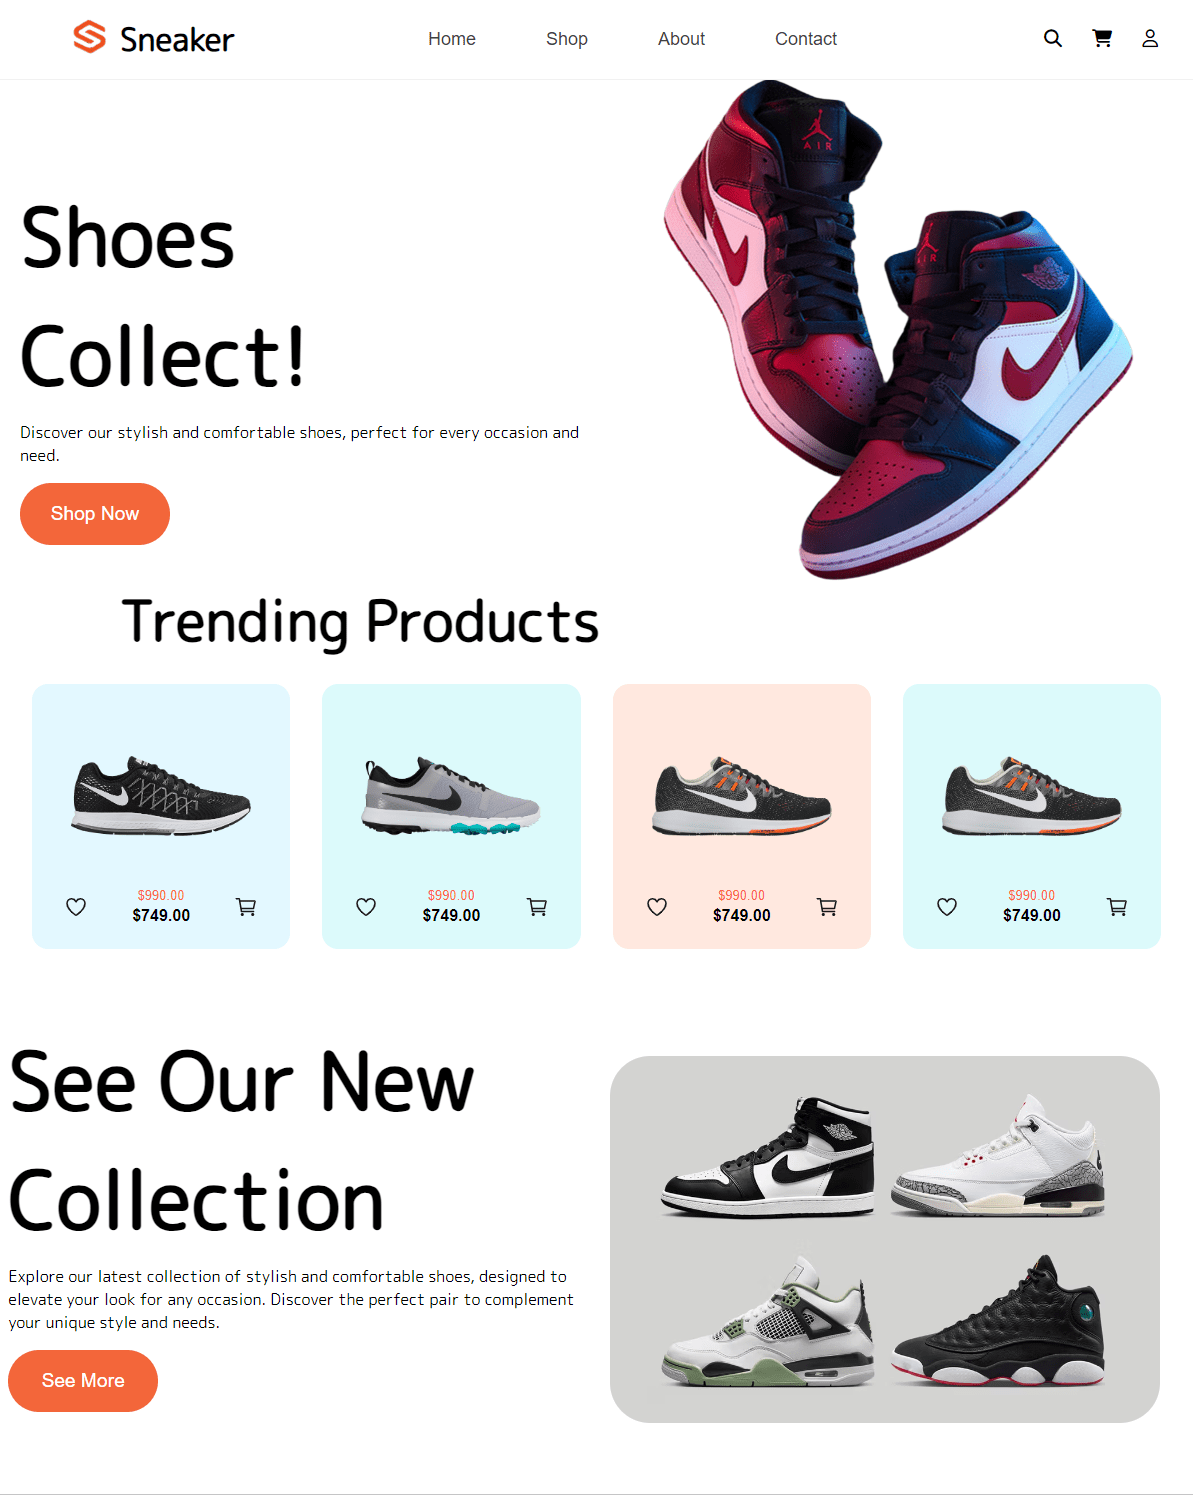 Sneaker
Home Shop About Contact
AIR
AIR
Shoes
Collect!
Discover our stylish and comfortable shoes, perfect for every occasion and
need.
Shop Now
Trending Products
$990.00 $990.00 $990.00 $990.00
$749.00 $749.00 $749.00 $749.00
See Our New
Collection
Explore our latest collection of stylish and comfortable shoes, designed to
elevate your look for any occasion. Discover the perfect pair to complement
your unique style and needs.
See More